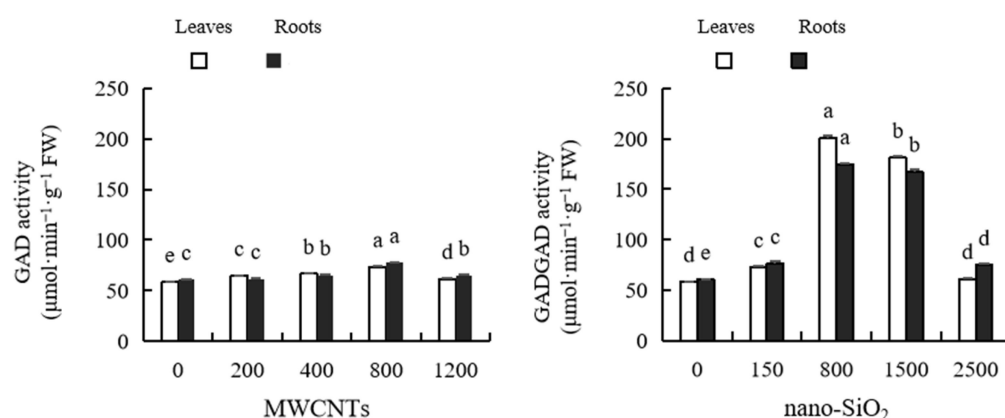 Leaves Roots
250
200
150
100
50
0
GAD activity
(μmol·min⁻¹·g⁻¹ FW)
e c c c b b a a d b
0 200 400 800 1200
MWCNTs
Leaves Roots
250
200
150
100
50
0
GADGAD activity
(μmol·min⁻¹·g⁻¹ FW)
d e c c a a b b d d
0 150 800 1500 2500
nano-SiO₂